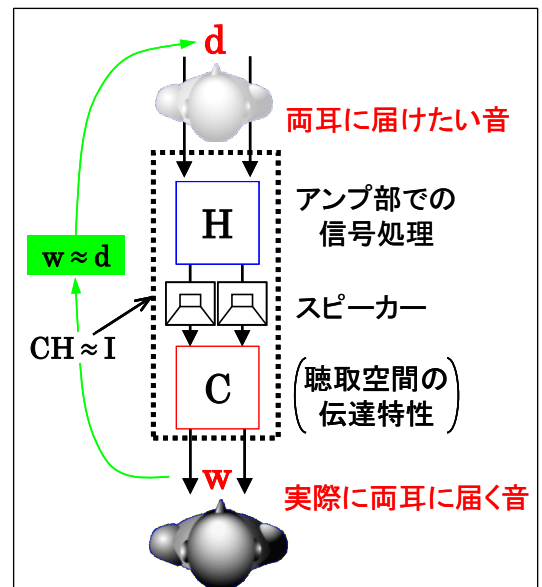 d
両耳に届けたい音
H
アンプ部での
信号処理
w≈d
スピーカー
CH≈I
C
(聴取空間の
伝達特性)
w
実際に両耳に届く音